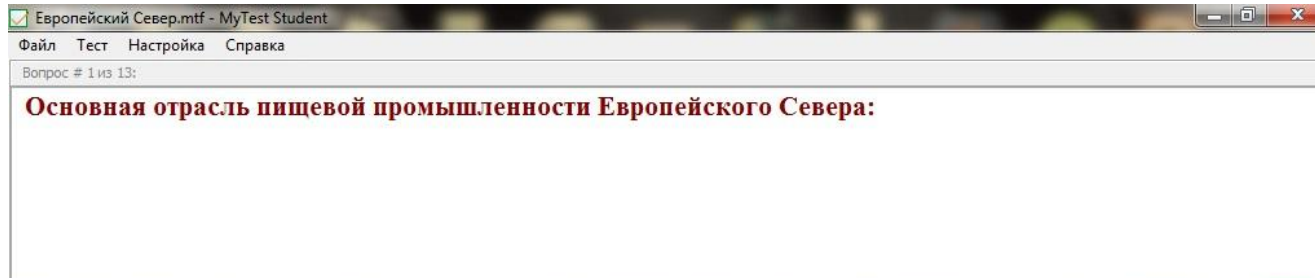 Европейский Север.mtf - MyTest Student
Файл Тест Настройка Справка
Вопрос # 1 из 13:
Основная отрасль пищевой промышленности Европейского Севера: